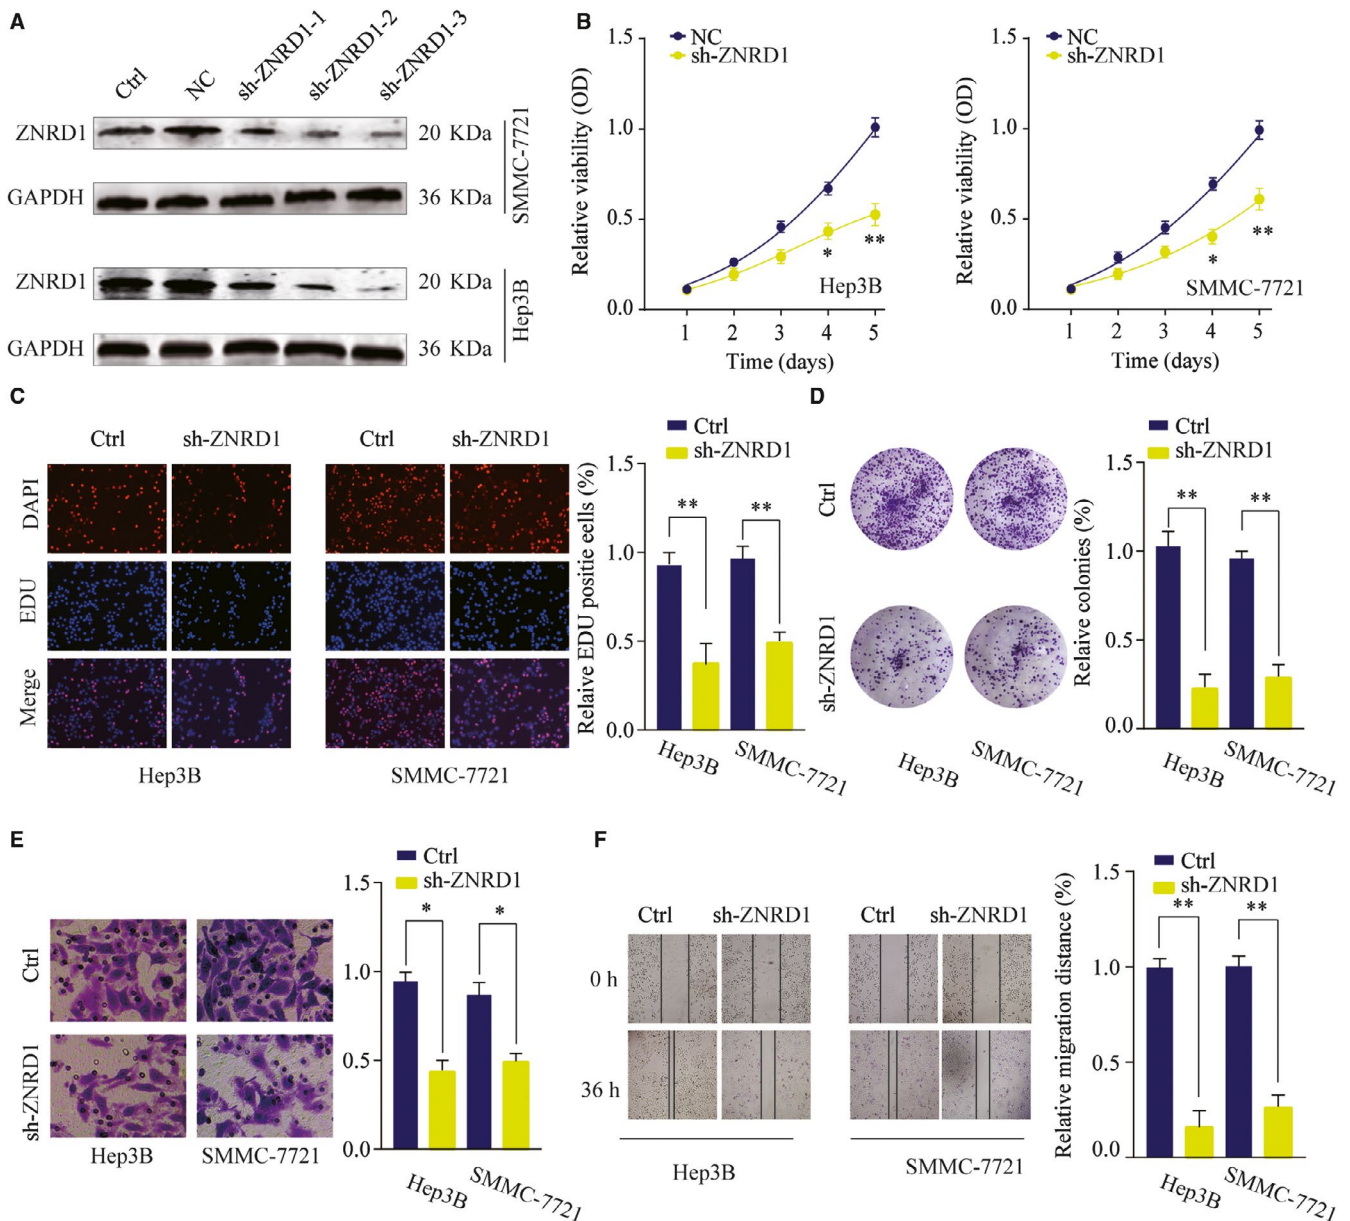 A
Ctrl
NC
sh-ZNRD1-1
sh-ZNRD1-2
sh-ZNRD1-3
ZNRD1
20 KDa
GAPDH
36 KDa
SMMC-7721
ZNRD1
20 KDa
GAPDH
36 KDa
Hep3B
B
NC
sh-ZNRD1
Relative viability (OD)
1.5
1.0
0.5
0.0
*
**
Hep3B
1 2 3 4 5
Time (days)
NC
sh-ZNRD1
Relative viability (OD)
1.5
1.0
0.5
0.0
*
**
SMMC-7721
1 2 3 4 5
Time (days)
C
Ctrl sh-ZNRD1 Ctrl sh-ZNRD1
DAPI
EDU
Merge
Hep3B SMMC-7721
Ctrl
sh-ZNRD1
Relaive EDU positie cells (%)
1.5
1.0
0.5
0.0
** **
Hep3B SMMC-7721
D
Ctrl
sh-ZNRD1
Hep3B SMMC-7721
Ctrl
sh-ZNRD1
Relaive colonies (%)
1.5
1.0
0.5
0.0
** **
Hep3B SMMC-7721
E
Ctrl
sh-ZNRD1
Hep3B SMMC-7721
Ctrl
sh-ZNRD1
1.5
1.0
0.5
0.0
* *
Hep3B SMMC-7721
F
Ctrl sh-ZNRD1 Ctrl sh-ZNRD1
0 h
36 h
Hep3B SMMC-7721
Ctrl
sh-ZNRD1
Relative migration distance (%)
1.5
1.0
0.5
0.0
** **
Hep3B SMMC-7721